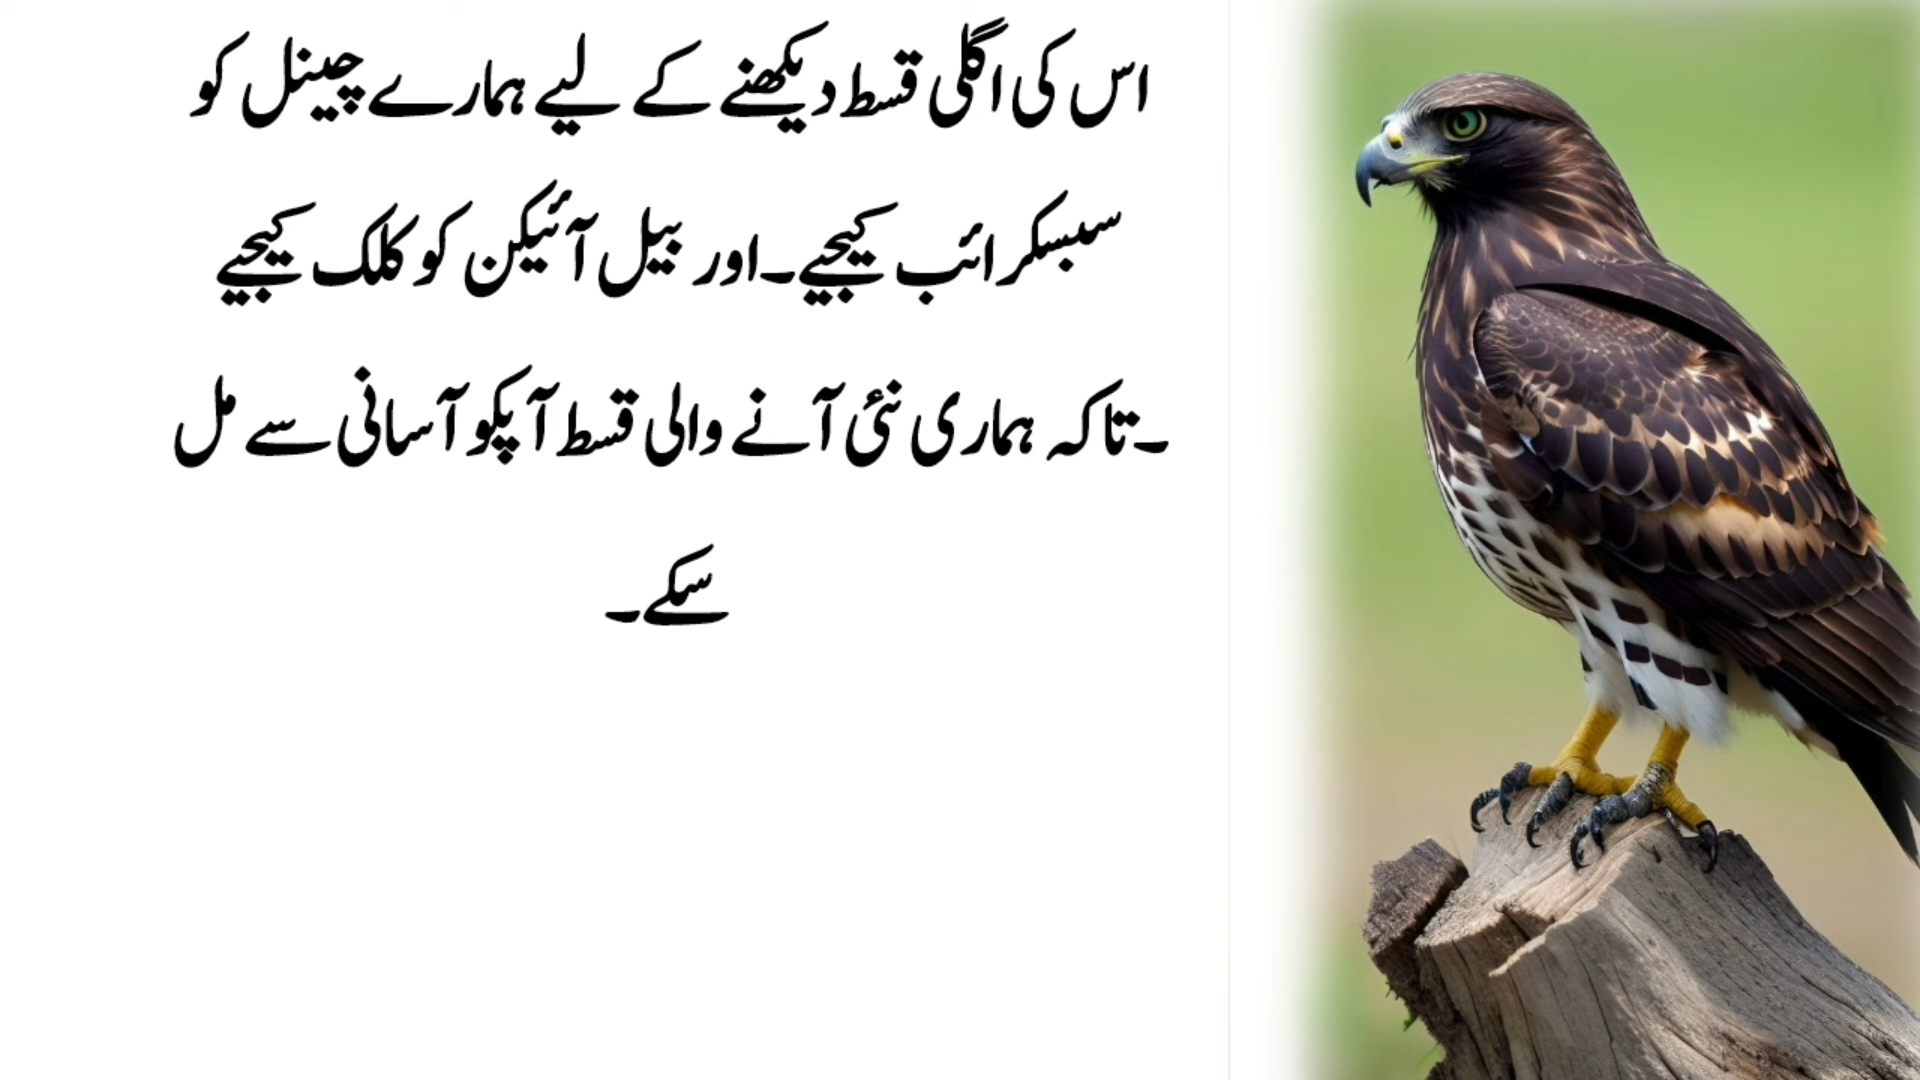 اس کی اگلی قسط دیکھنے کے لیے ہمارے چینل کو
سبسکرائب کیجیے۔اور بیل آئیکن کو کلک کیجیے
۔تاکہ ہماری نئی آنے والی قسط آپکو آسانی سے مل
سکے۔